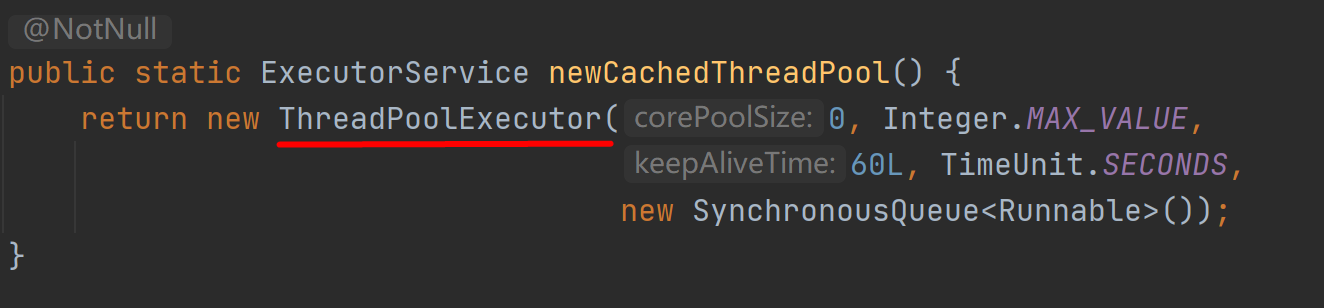 @NotNull
public static ExecutorService newCachedThreadPool() {
return new ThreadPoolExecutor( corePoolSize: 0, Integer.MAX_VALUE,
keepAliveTime: 60L, TimeUnit.SECONDS,
new SynchronousQueue<Runnable>());
}